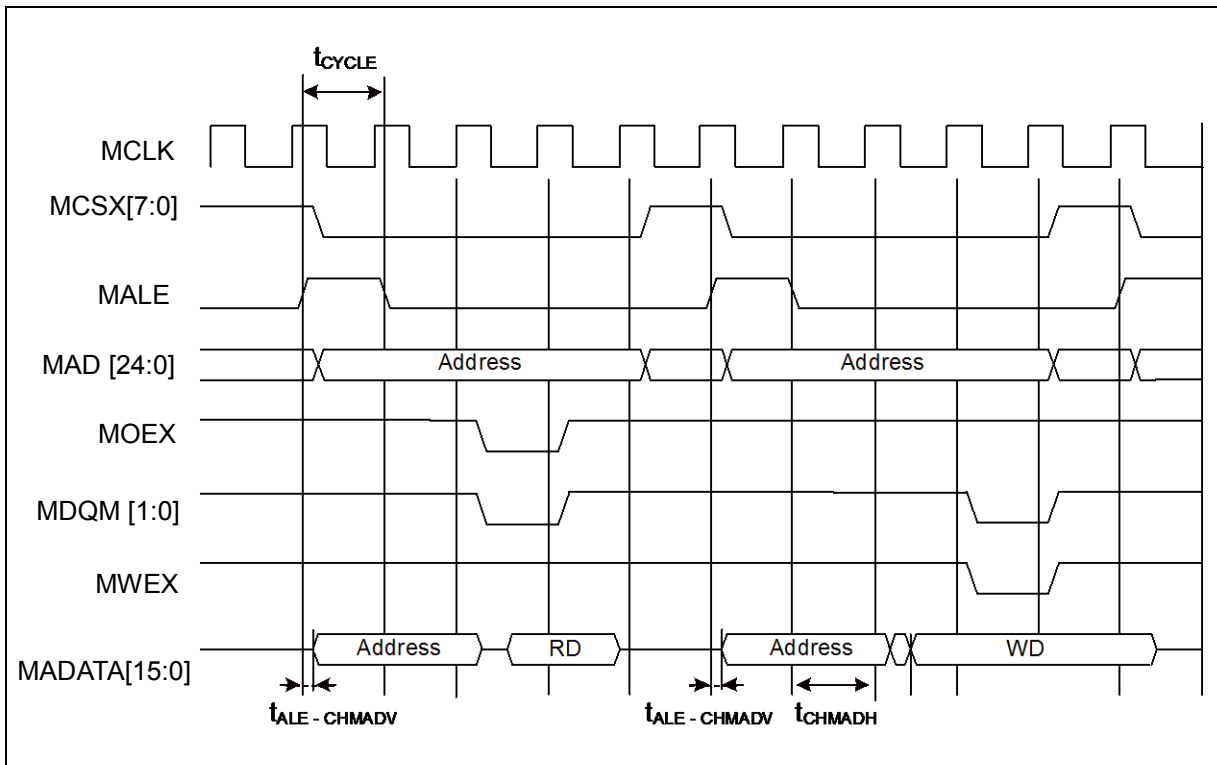 tCYCLE
MCLK
MCSX[7:0]
MALE
MAD [24:0]
Address
Address
MOEX
MDQM [1:0]
MWEX
MADATA[15:0]
Address
RD
Address
WD
tALE - CHMADV
tALE - CHMADV
tCHMADH